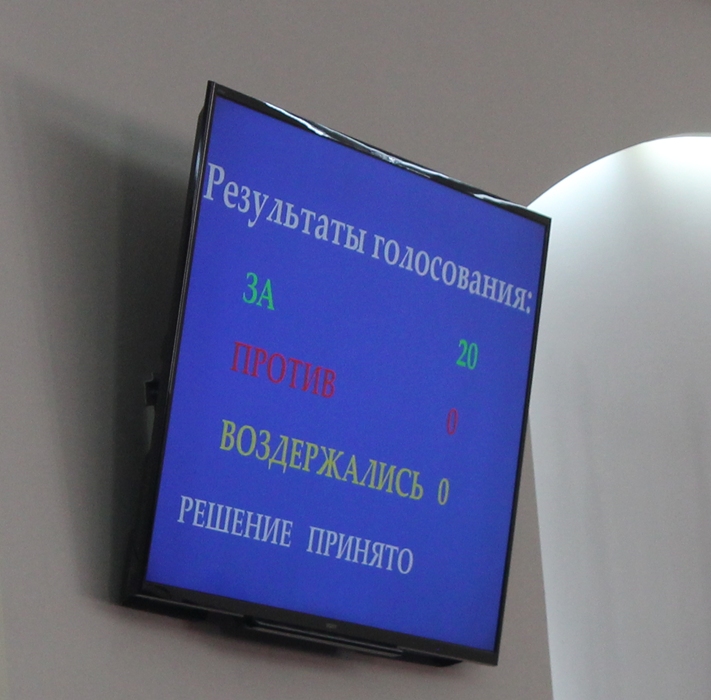 Результаты голосования:
ЗА 20
ПРОТИВ 0
ВОЗДЕРЖАЛИСЬ 0
РЕШЕНИЕ ПРИНЯТО